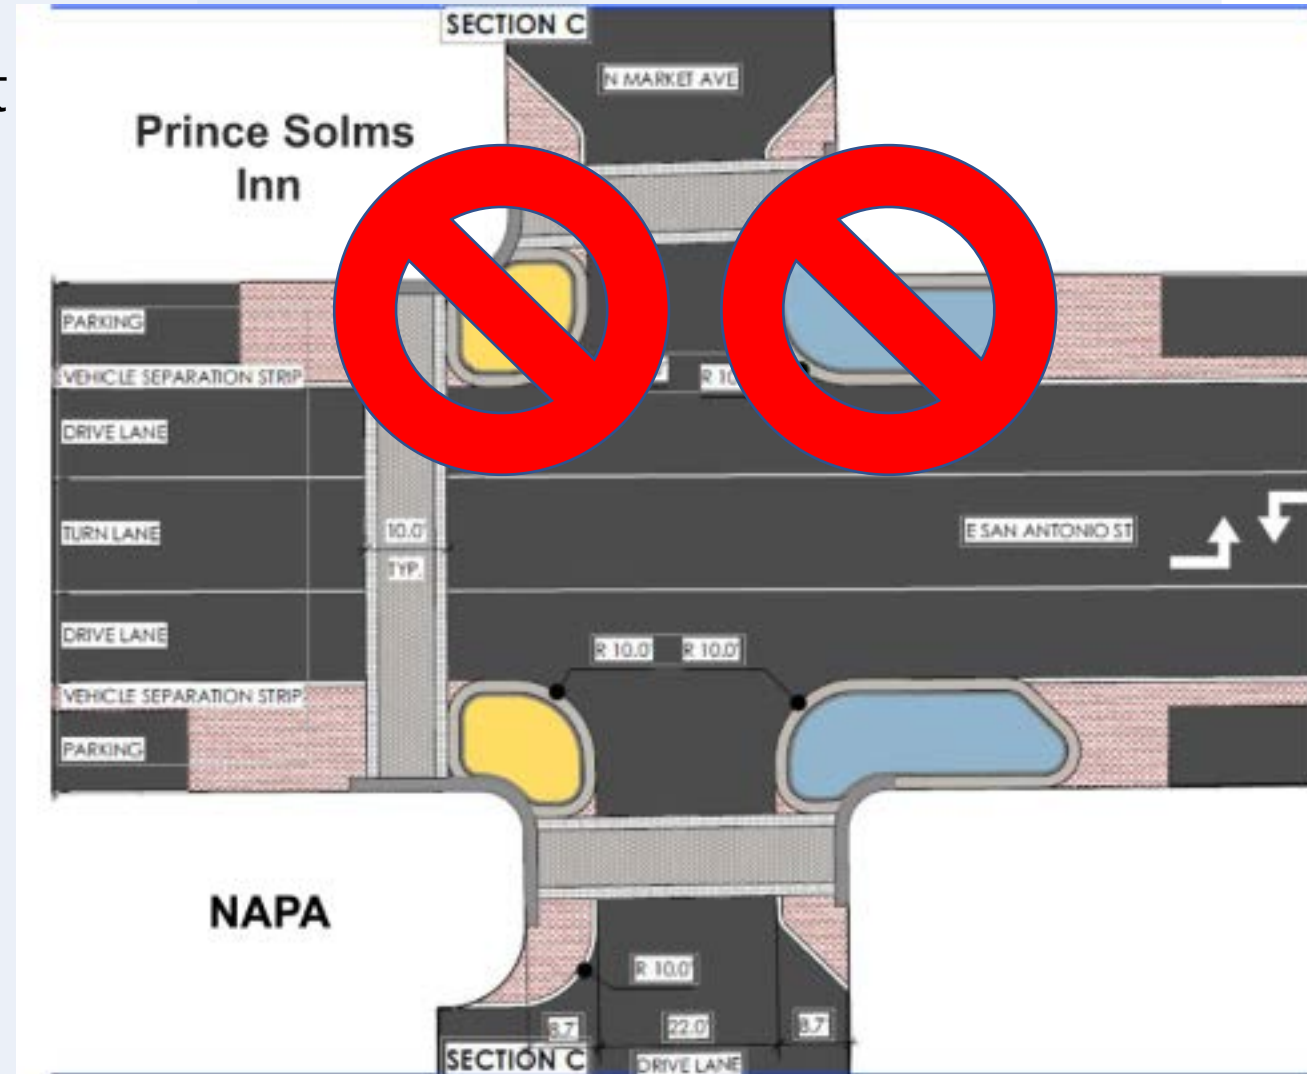 t
SECTION C
N MARKET AVE
Prince Solms
Inn
PARKING
VEHICLE SEPARATION STRIP
R 10
DRIVE LANE
TURN LANE
10.0'
TYP.
E SAN ANTONIO ST
DRIVE LANE
R 10.0' R 10.0'
VEHICLE SEPARATION STRIP
PARKING
NAPA
R 10.0'
8.7' 22.0' 8.7'
SECTION C DRIVE LANE